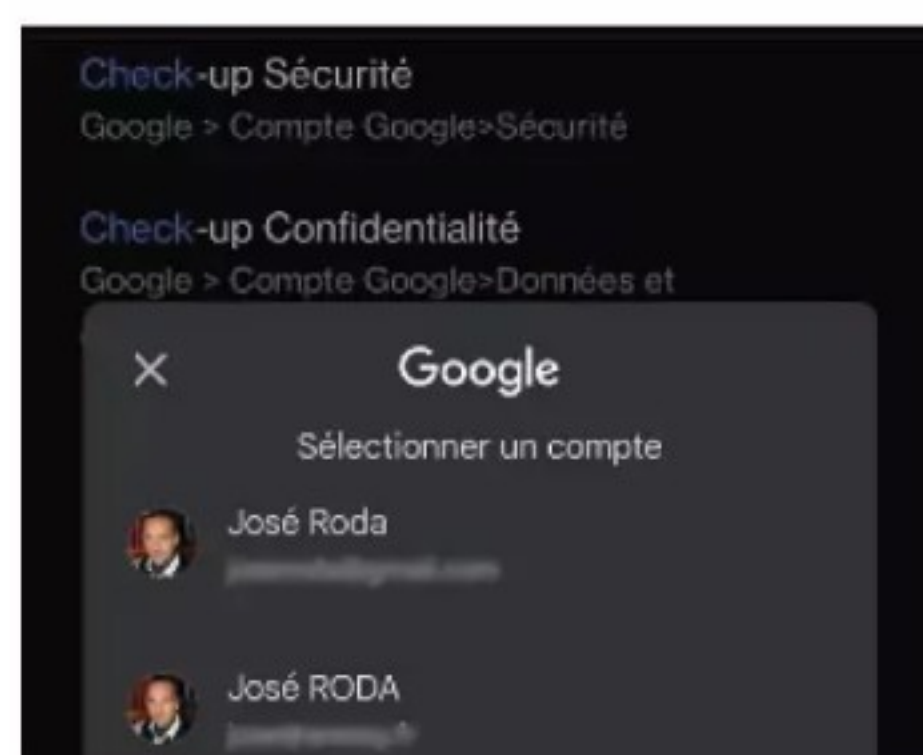 Check-up Sécurité
Google > Compte Google>Sécurité
Check-up Confidentialité
Google > Compte Google>Données et
Google
Sélectionner un compte
José Roda
José RODA